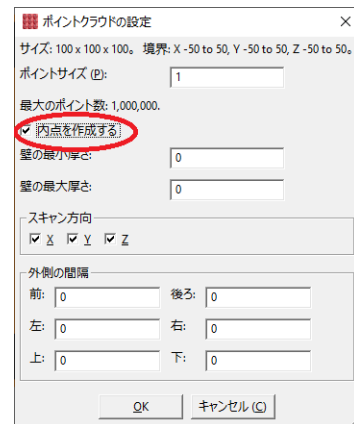 ポイントクラウドの設定
サイズ: 100 x 100 x 100。 境界: X -50 to 50, Y -50 to 50, Z -50 to 50。
ポイントサイズ (P): 1
最大のポイント数: 1,000,000.
内点を作成する
壁の最小厚さ: 0
壁の最大厚さ: 0
スキャン方向
X Y Z
外側の間隔
前: 0 後ろ: 0
左: 0 右: 0
上: 0 下: 0
OK キャンセル (C)